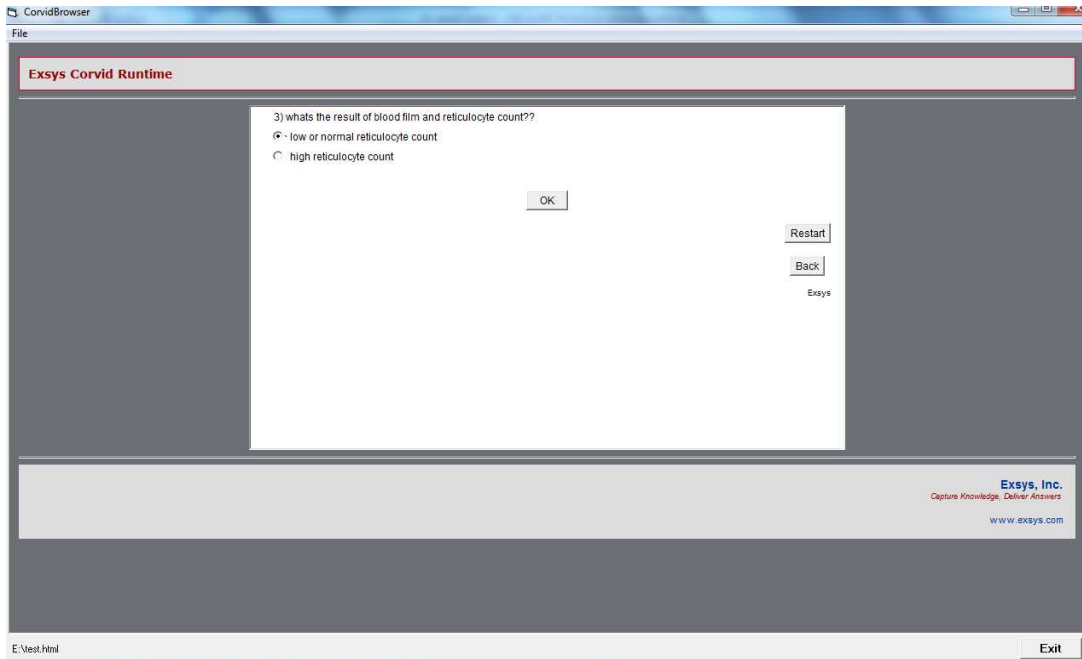 CorvidBrowser
File
Exsys Corvid Runtime
3) whats the result of blood film and reticulocyte count??
low or normal reticulocyte count
high reticulocyte count
OK
Restart
Back
Exsys
Exsys, Inc.
Capture Knowledge, Deliver Answers
www.exsys.com
E:\test.html
Exit